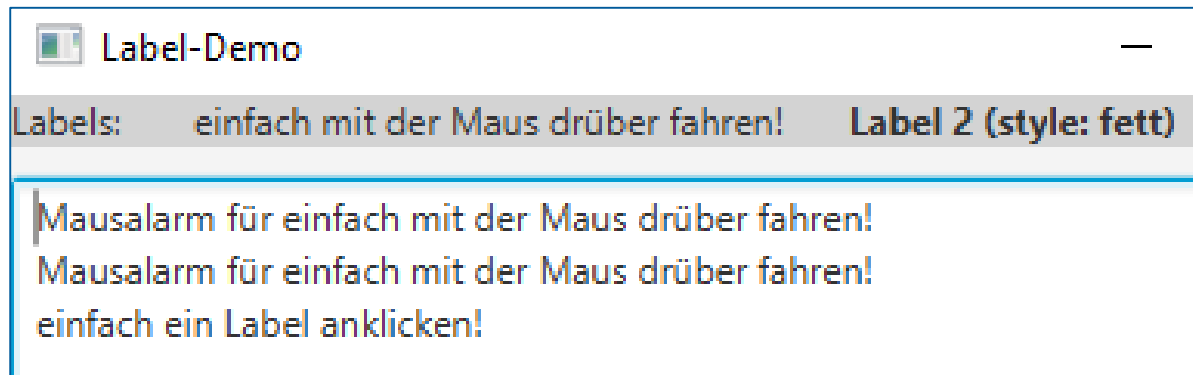 Label-Demo
Labels: einfach mit der Maus drüber fahren! Label 2 (style: fett)
Mausalarm für einfach mit der Maus drüber fahren!
Mausalarm für einfach mit der Maus drüber fahren!
einfach ein Label anklicken!